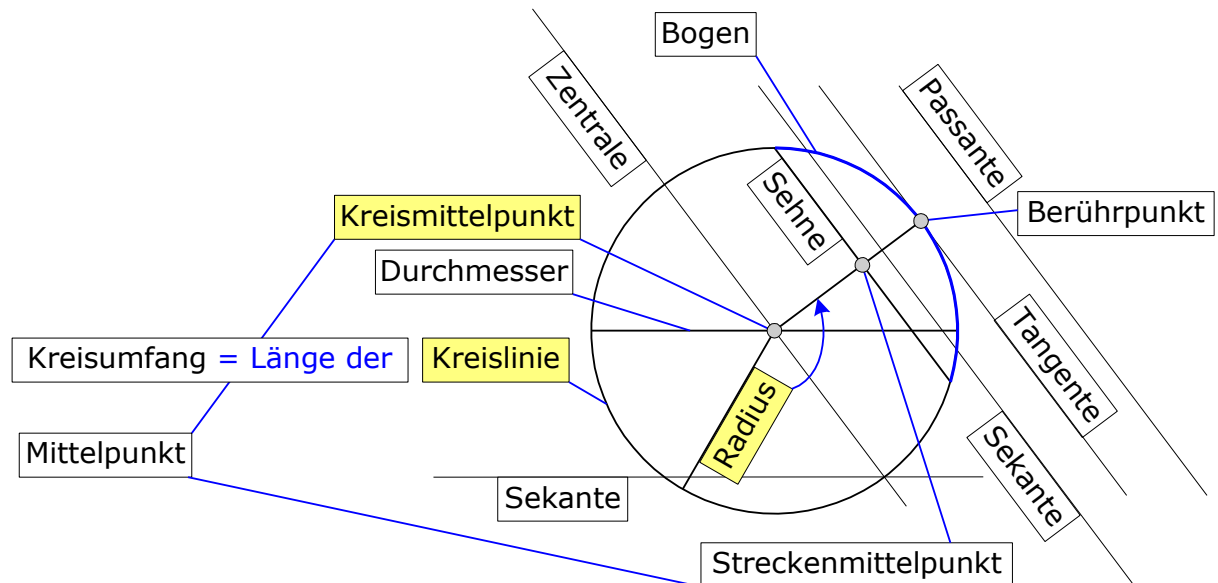 Bogen
Zentrale
Passante
Sehne
Kreismittelpunkt
Berührpunkt
Durchmesser
Kreisumfang = Länge der
Kreislinie
Tangente
Radius
Mittelpunkt
Sekante
Sekante
Streckenmittelpunkt